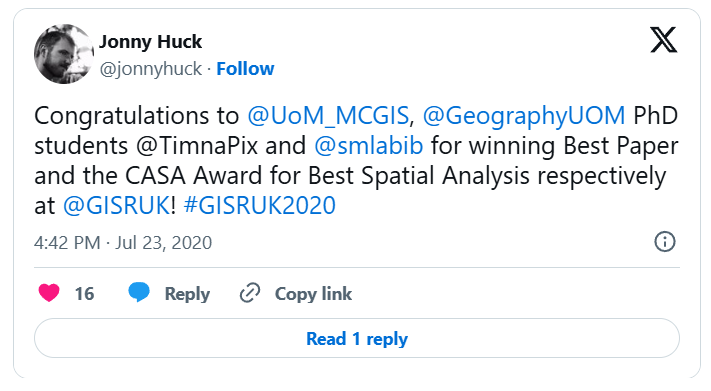 Jonny Huck
@jonnyhuck · Follow
Congratulations to @UoM_MCGIS, @GeographyUOM PhD
students @TimnaPix and @smlabib for winning Best Paper
and the CASA Award for Best Spatial Analysis respectively
at @GISRUK! #GISRUK2020
4:42 PM · Jul 23, 2020
16 Reply Copy link
Read 1 reply